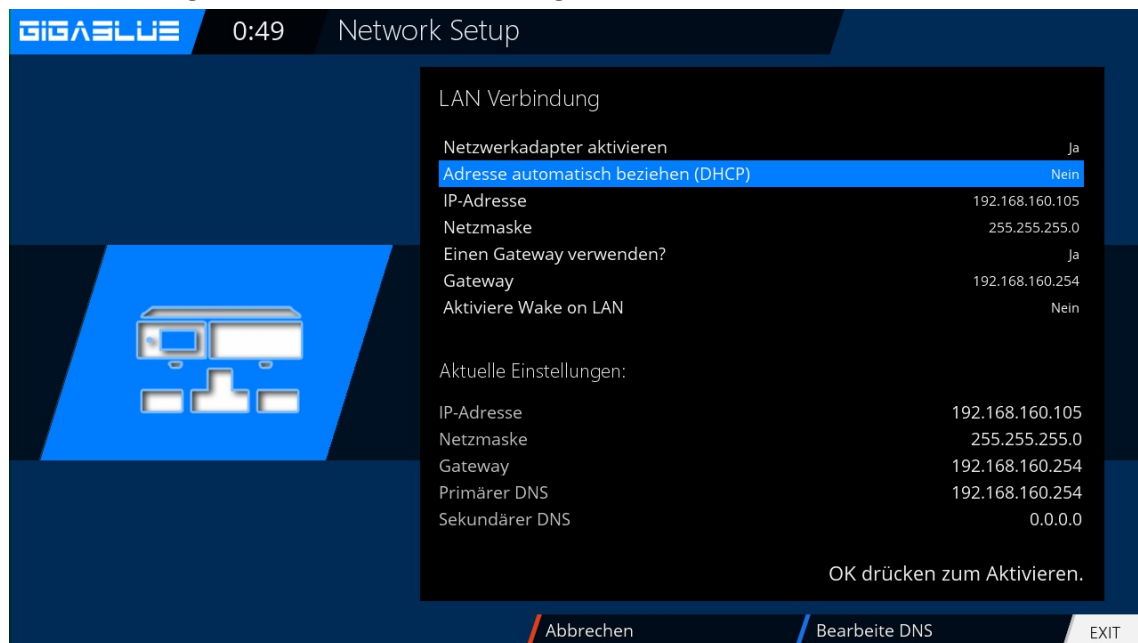 GIGABLUE 0:49 Network Setup
LAN Verbindung
Netzwerkadapter aktivieren Ja
Adresse automatisch beziehen (DHCP) Nein
IP-Adresse 192.168.160.105
Netzmaske 255.255.255.0
Einen Gateway verwenden? Ja
Gateway 192.168.160.254
Aktiviere Wake on LAN Nein
Aktuelle Einstellungen:
IP-Adresse 192.168.160.105
Netzmaske 255.255.255.0
Gateway 192.168.160.254
Primärer DNS 192.168.160.254
Sekundärer DNS 0.0.0.0
OK drücken zum Aktivieren.
Abbrechen Bearbeite DNS EXIT